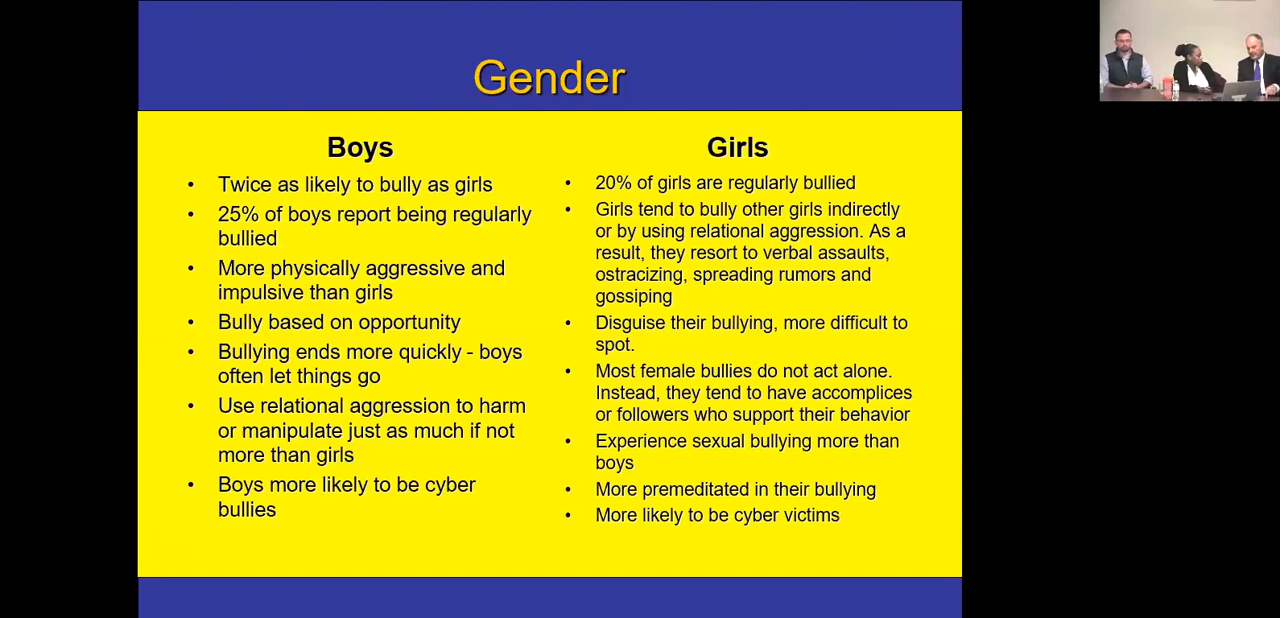 Gender
Boys
• Twice as likely to bully as girls
• 25% of boys report being regularly
bullied
• More physically aggressive and
impulsive than girls
• Bully based on opportunity
• Bullying ends more quickly - boys
often let things go
• Use relational aggression to harm
or manipulate just as much if not
more than girls
• Boys more likely to be cyber
bullies
Girls
• 20% of girls are regularly bullied
• Girls tend to bully other girls indirectly
or by using relational aggression. As a
result, they resort to verbal assaults,
ostracizing, spreading rumors and
gossiping
• Disguise their bullying, more difficult to
spot.
• Most female bullies do not act alone.
Instead, they tend to have accomplices
or followers who support their behavior
• Experience sexual bullying more than
boys
• More premeditated in their bullying
• More likely to be cyber victims